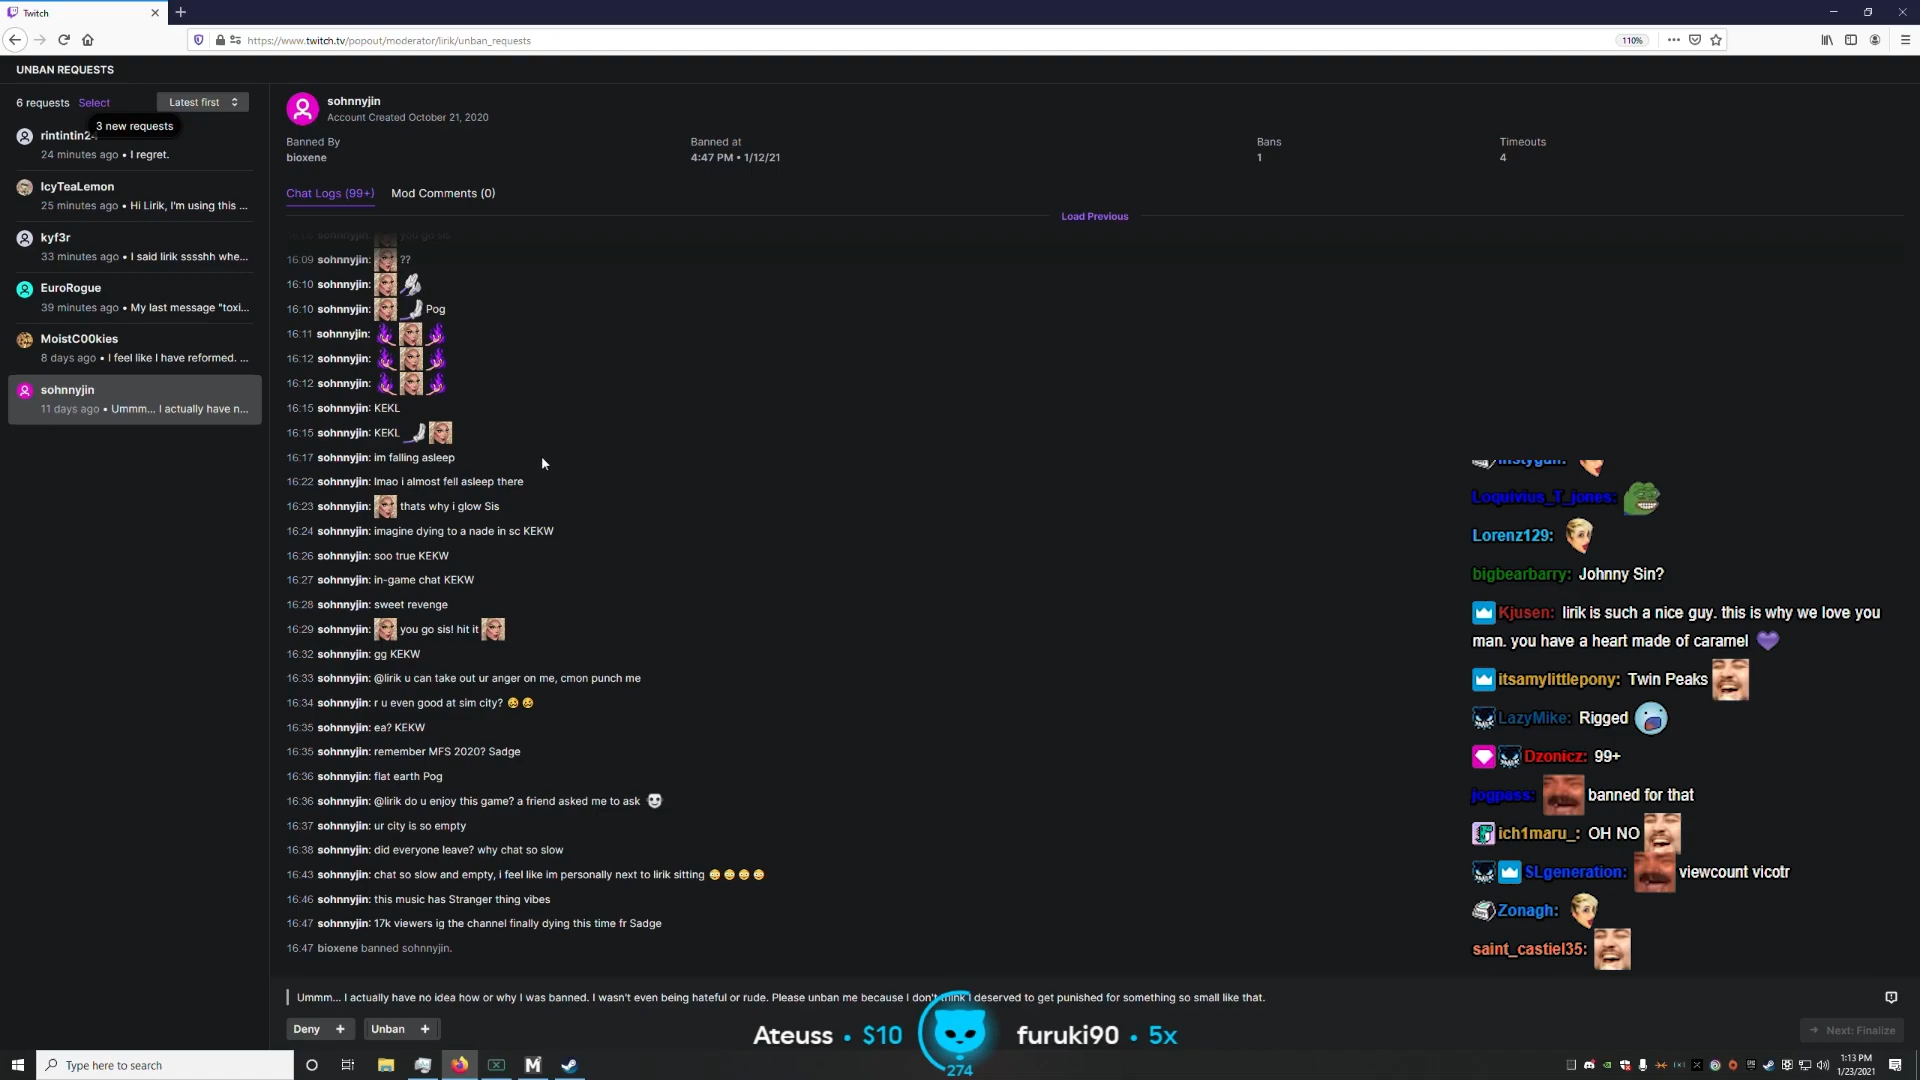 Twitch
https://www.twitch.tv/popout/moderator/lirik/unban_requests
110%
UNBAN REQUESTS
6 requests Select Latest first
3 new requests
24 minutes ago • I regret.
IcyTeaLemon
25 minutes ago • Hi Lirik, I'm using this ...
kyf3r
33 minutes ago • I said lirik sssshh whe...
EuroRogue
39 minutes ago • My last message "toxi...
MoistC00kies
8 days ago • I feel like I have reformed. ...
sohnnyjin
11 days ago • Ummm... I actually have n...
sohnnyjin
Account Created October 21, 2020
Banned By Banned at Bans Timeouts
bioxene 4:47 PM • 1/12/21 1 4
Chat Logs (99+) Mod Comments (0)
Load Previous
sohnnyjin: you go sis
16:09 sohnnyjin: ??
16:10 sohnnyjin:
16:10 sohnnyjin: Pog
16:11 sohnnyjin:
16:12 sohnnyjin:
16:12 sohnnyjin:
16:15 sohnnyjin: KEKL
16:15 sohnnyjin: KEKL
16:17 sohnnyjin: im falling asleep
16:22 sohnnyjin: lmao i almost fell asleep there
16:23 sohnnyjin: thats why i glow Sis
16:24 sohnnyjin: imagine dying to a nade in sc KEKW
16:26 sohnnyjin: soo true KEKW
16:27 sohnnyjin: in-game chat KEKW
16:28 sohnnyjin: sweet revenge
16:29 sohnnyjin: you go sis! hit it
16:32 sohnnyjin: gg KEKW
16:33 sohnnyjin: @lirik u can take out ur anger on me, cmon punch me
16:34 sohnnyjin: r u even good at sim city?
16:35 sohnnyjin: ea? KEKW
16:35 sohnnyjin: remember MFS 2020? Sadge
16:36 sohnnyjin: flat earth Pog
16:36 sohnnyjin: @lirik do u enjoy this game? a friend asked me to ask
16:37 sohnnyjin: ur city is so empty
16:38 sohnnyjin: did everyone leave? why chat so slow
16:43 sohnnyjin: chat so slow and empty, i feel like im personally next to lirik sitting
16:46 sohnnyjin: this music has Stranger thing vibes
16:47 sohnnyjin: 17k viewers ig the channel finally dying this time fr Sadge
16:47 bioxene banned sohnnyjin.
Ummm... I actually have no idea how or why I was banned. I wasn't even being hateful or rude. Please unban me because I don't think I deserved to get punished for something so small like that.
Deny + Unban +
Next: Finalize
Loquivius_T_jones:
Lorenz129:
bigbearbarry: Johnny Sin?
Kjusen: lirik is such a nice guy. this is why we love you
man. you have a heart made of caramel
itsamylittlepony: Twin Peaks
LazyMike: Rigged
Dzonicz: 99+
banned for that
ich1maru_: OH NO
SLgeneration: viewcount vicotr
Zonagh:
saint_castiel35:
Ateuss • $10 furuki90 • 5x
274
Type here to search
1:13 PM
1/23/2021